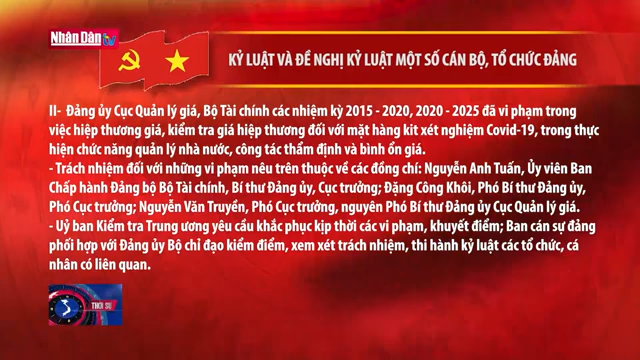 Nhân Dân tv
KỶ LUẬT VÀ ĐỀ NGHỊ KỶ LUẬT MỘT SỐ CÁN BỘ, TỔ CHỨC ĐẢNG
II- Đảng ủy Cục Quản lý giá, Bộ Tài chính các nhiệm kỳ 2015 - 2020, 2020 - 2025 đã vi phạm trong
việc hiệp thương giá, kiểm tra giá hiệp thương đối với mặt hàng kit xét nghiệm Covid-19, trong thực
hiện chức năng quản lý nhà nước, công tác thẩm định và bình ổn giá.
- Trách nhiệm đối với những vi phạm nêu trên thuộc về các đồng chí: Nguyễn Anh Tuấn, Ủy viên Ban
Chấp hành Đảng bộ Bộ Tài chính, Bí thư Đảng ủy, Cục trưởng; Đặng Công Khôi, Phó Bí thư Đảng ủy,
Phó Cục trưởng; Nguyễn Văn Truyền, Phó Cục trưởng, nguyên Phó Bí thư Đảng ủy Cục Quản lý giá.
- Uỷ ban Kiểm tra Trung ương yêu cầu khắc phục kịp thời các vi phạm, khuyết điểm; Ban cán sự đảng
phối hợp với Đảng ủy Bộ chỉ đạo kiểm điểm, xem xét trách nhiệm, thi hành kỷ luật các tổ chức, cá
nhân có liên quan.
THỜI SỰ